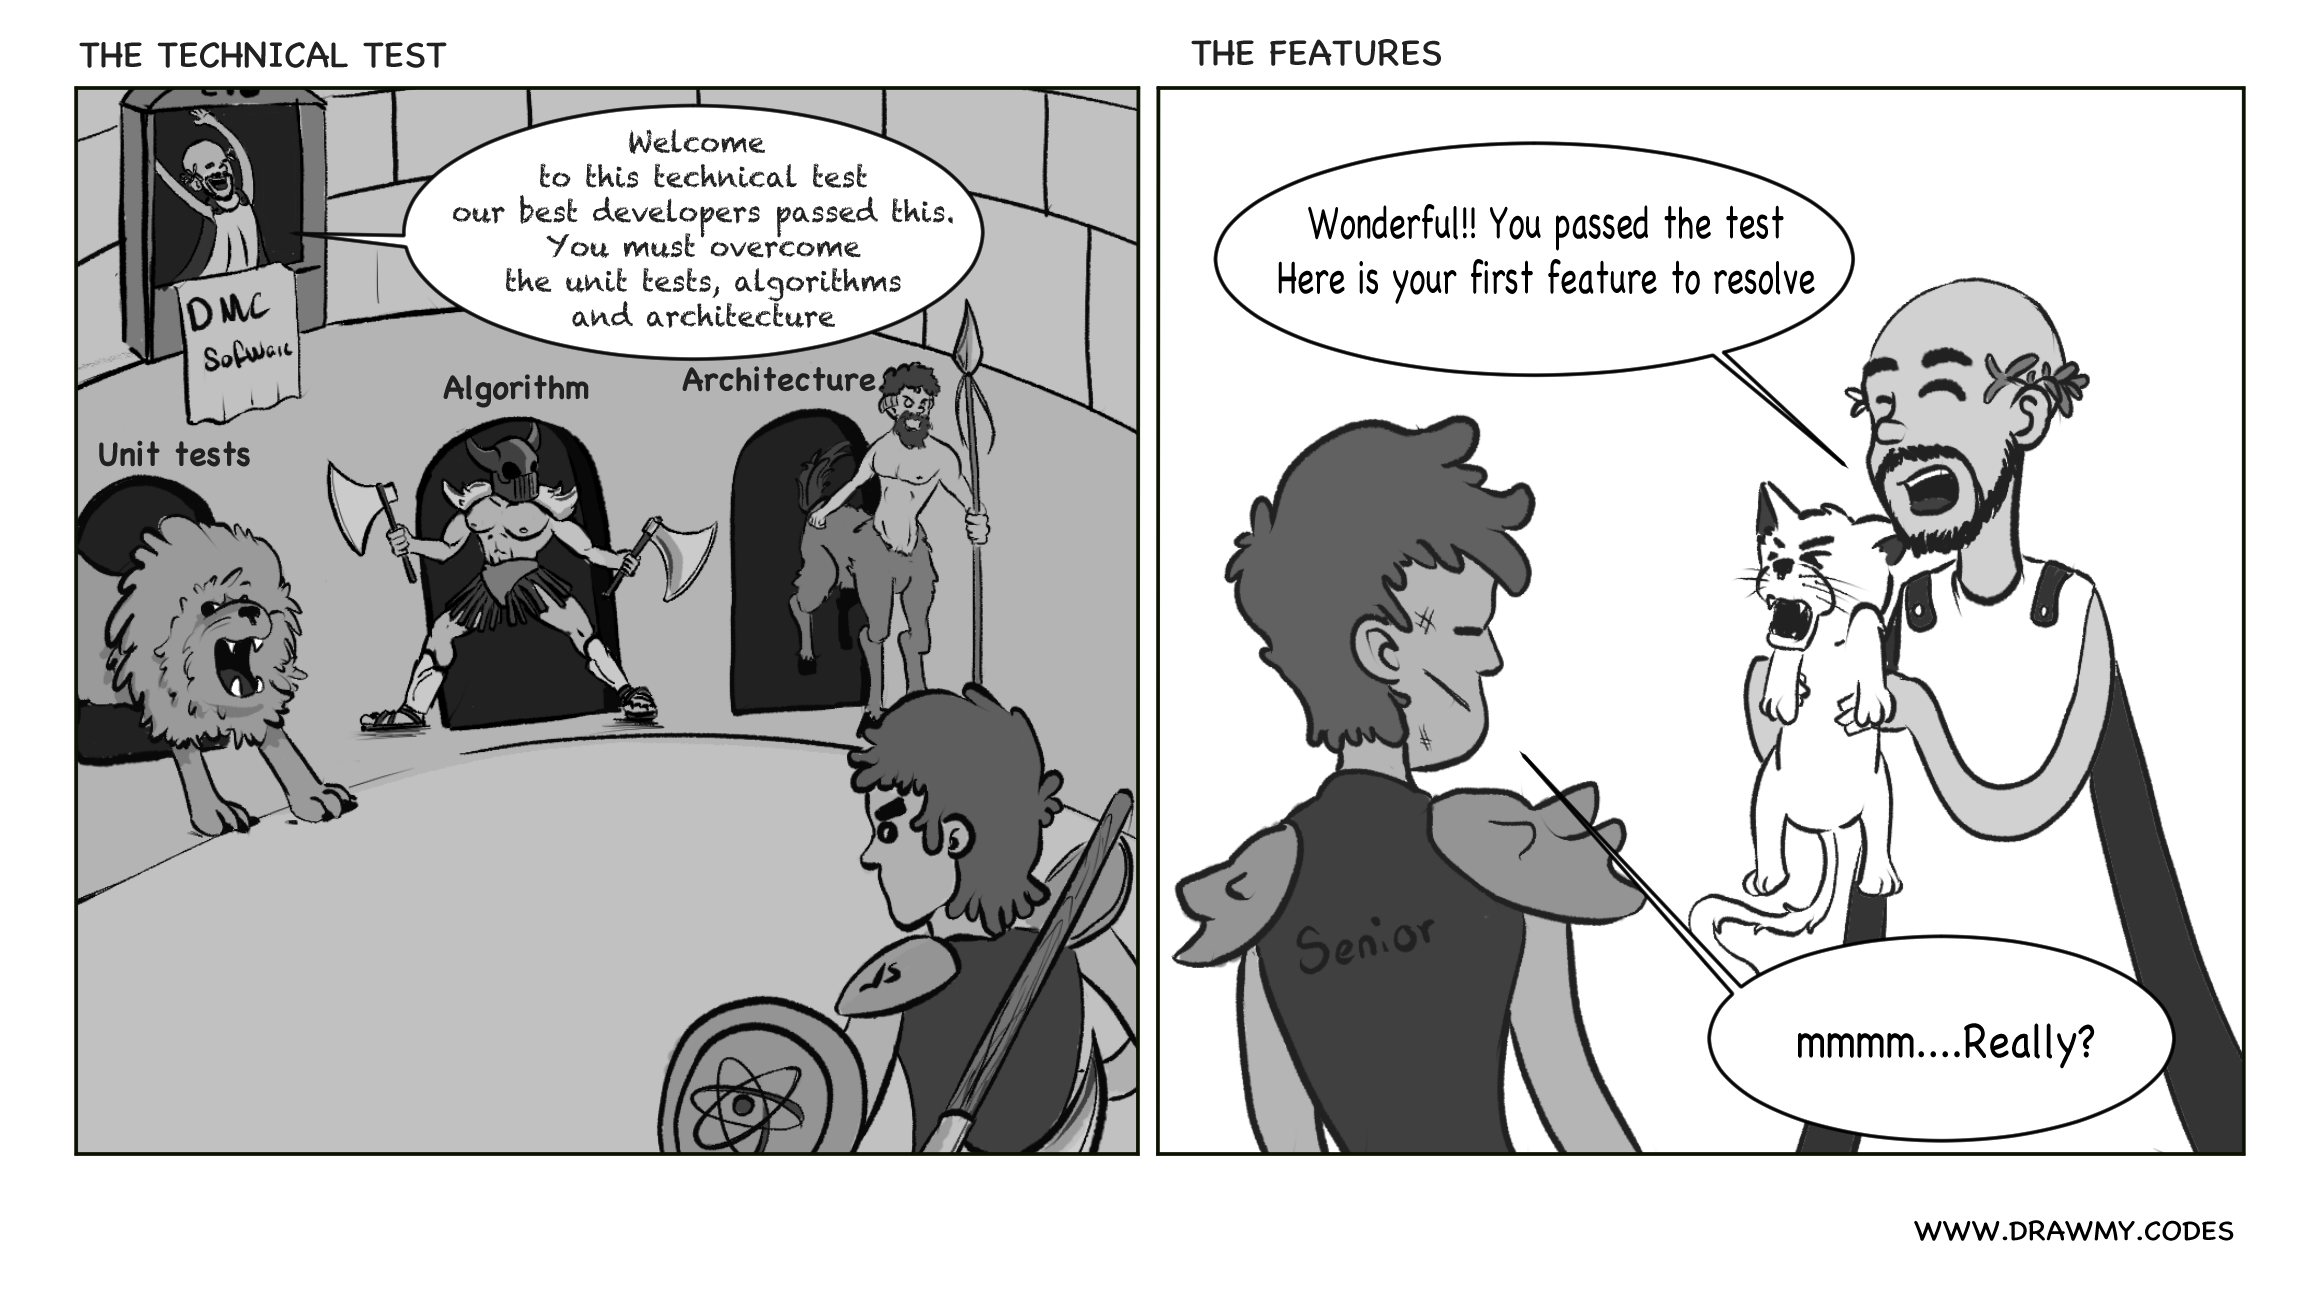 THE TECHNICAL TEST
Welcome
to this technical test
our best developers passed this.
You must overcome
the unit tests, algorithms
and architecture
DMC
Sofware
Unit tests
Algorithm
Architecture
JS
THE FEATURES
Wonderful!! You passed the test
Here is your first feature to resolve
Senior
mmmm....Really?
WWW.DRAWMY.CODES